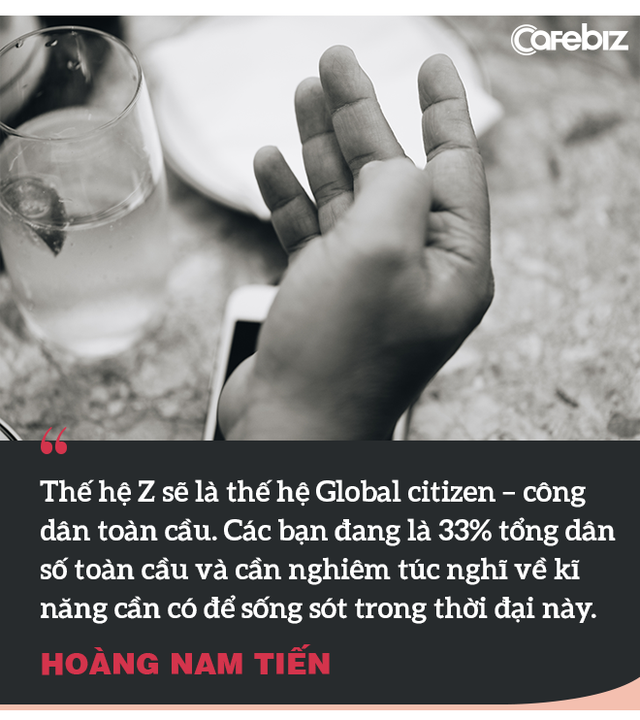 Cafebiz
“
Thế hệ Z sẽ là thế hệ Global citizen – công
dân toàn cầu. Các bạn đang là 33% tổng dân
số toàn cầu và cần nghiêm túc nghĩ về kĩ
năng cần có để sống sót trong thời đại này.
HOÀNG NAM TIẾN